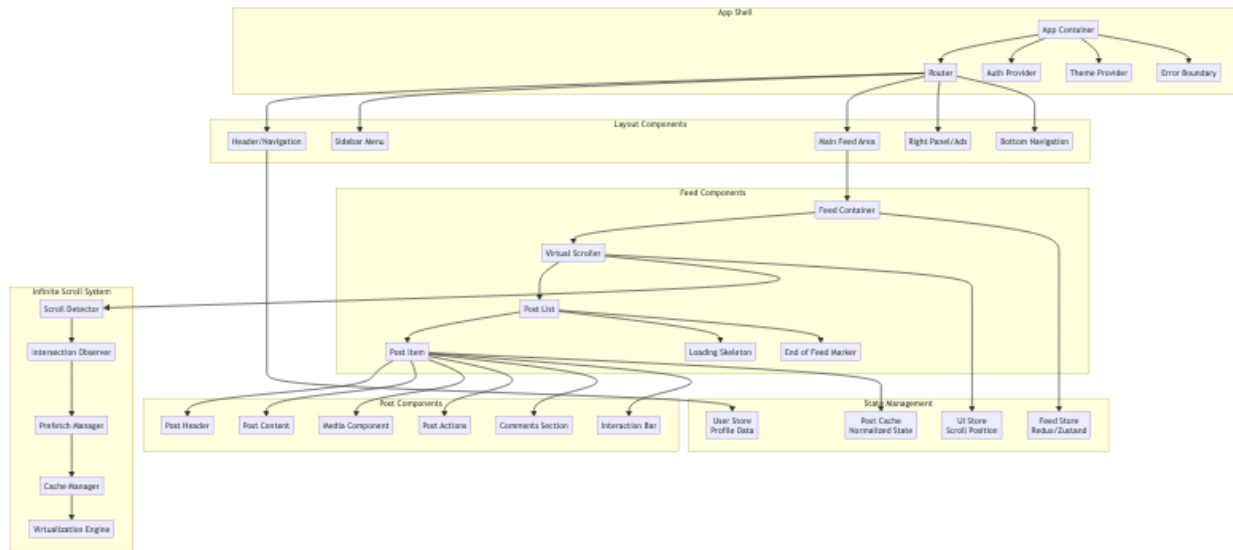 App Shell
App Container
Router
Auth Provider
Theme Provider
Error Boundary
Layout Components
Header/Navigation
Sidebar Menu
Main Feed Area
Right Panel/Ads
Bottom Navigation
Feed Components
Feed Container
Virtual Scroller
Infinite Scroll System
Scroll Detector
Post List
Intersection Observer
Post Item
Loading Skeleton
End of Feed Marker
Post Components
State Management
Prefetch Manager
Post Header
Post Content
Media Component
Post Actions
Comments Section
Interaction Bar
User Store
Profile Data
Post Cache
Normalized State
UI Store
Scroll Position
Feed Store
Redux/Zustand
Cache Manager
Virtualization Engine